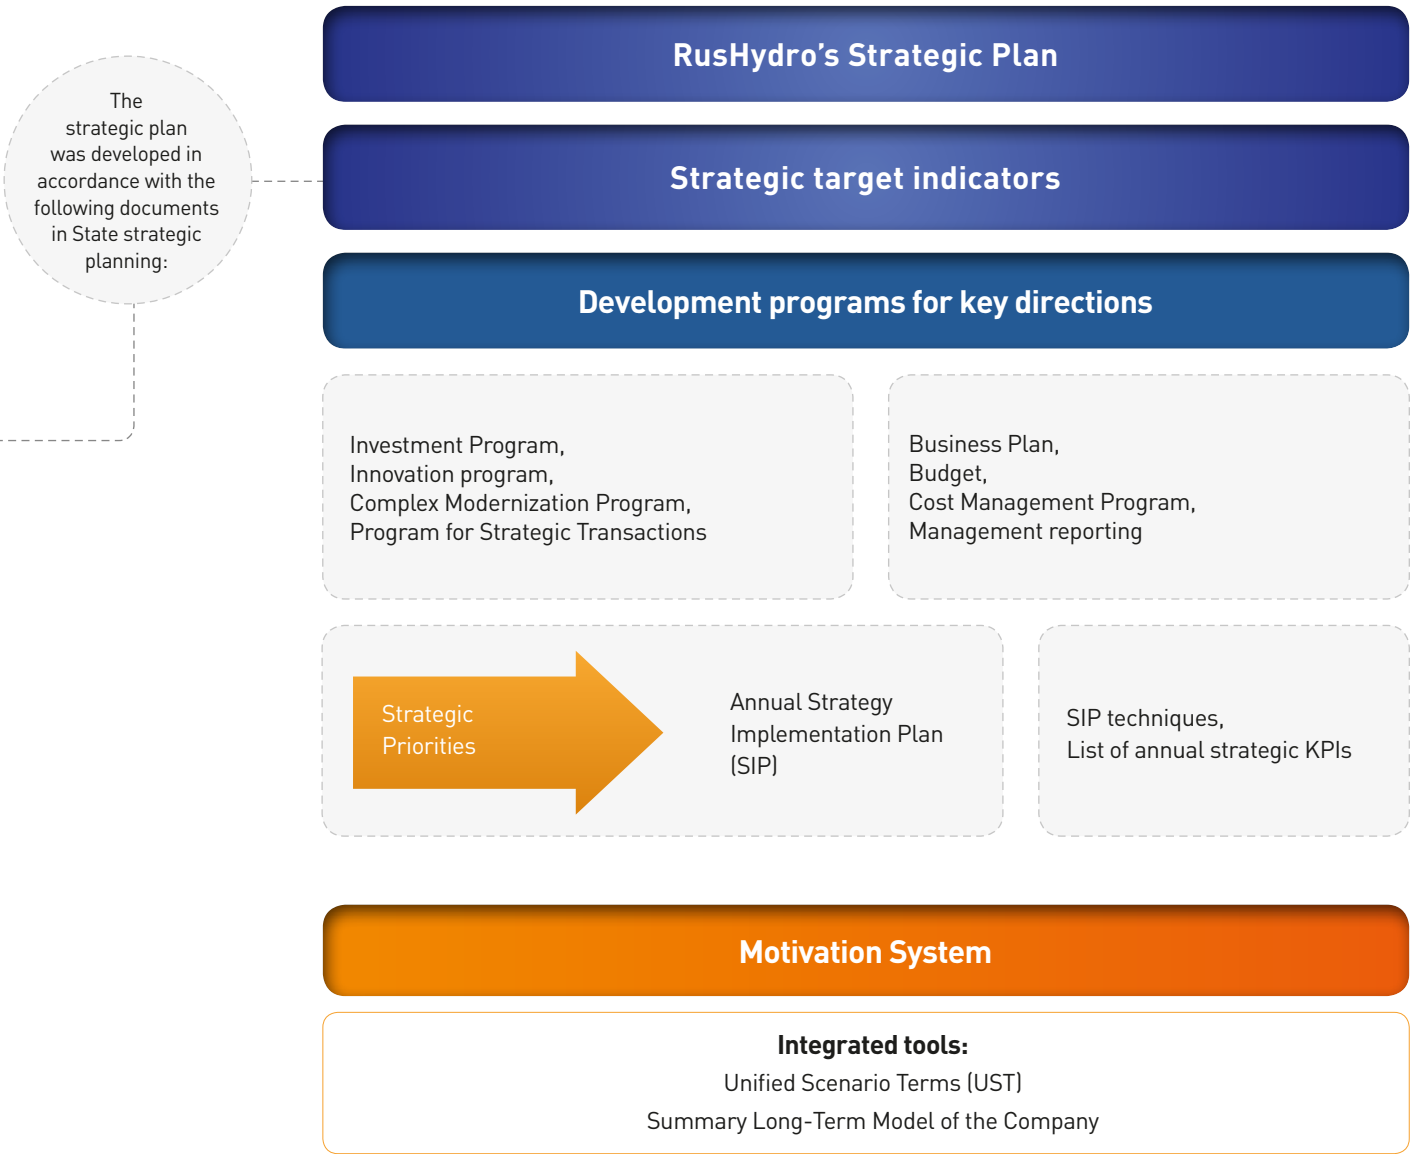 RusHydro’s Strategic Plan
The
strategic plan
was developed in
accordance with the
following documents
in State strategic
planning:
Strategic target indicators
Development programs for key directions
Investment Program,
Innovation program,
Complex Modernization Program,
Program for Strategic Transactions
Business Plan,
Budget,
Cost Management Program,
Management reporting
Strategic
Priorities
Annual Strategy
Implementation Plan
(SIP)
SIP techniques,
List of annual strategic KPIs
Motivation System
Integrated tools:
Unified Scenario Terms (UST)
Summary Long-Term Model of the Company